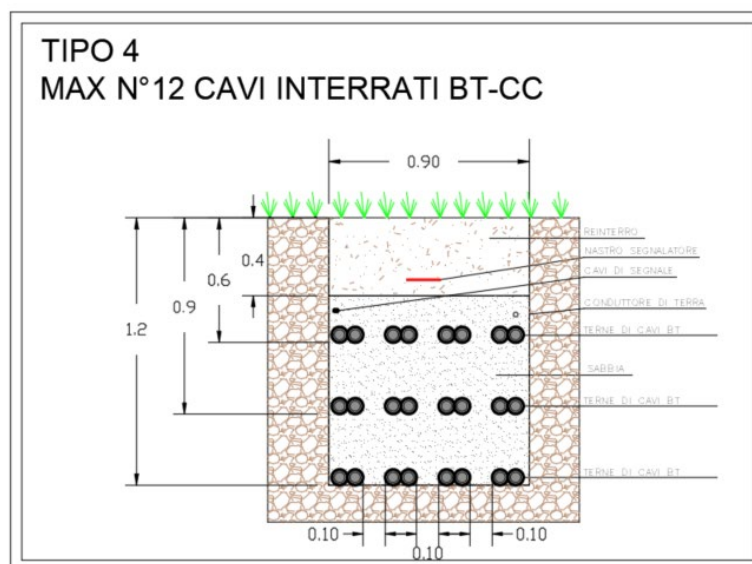 TIPO 4
MAX N°12 CAVI INTERRATI BT-CC
0.90
REINTERRO
NASTRO SEGNALATORE
0.4
CAVI DI SEGNALE
0.6
CONDUTTORE DI TERRA
0.9
1.2
TERNE DI CAVI BT
SABBIA
TERNE DI CAVI BT
TERNE DI CAVI BT
0.10
0.10
0.10